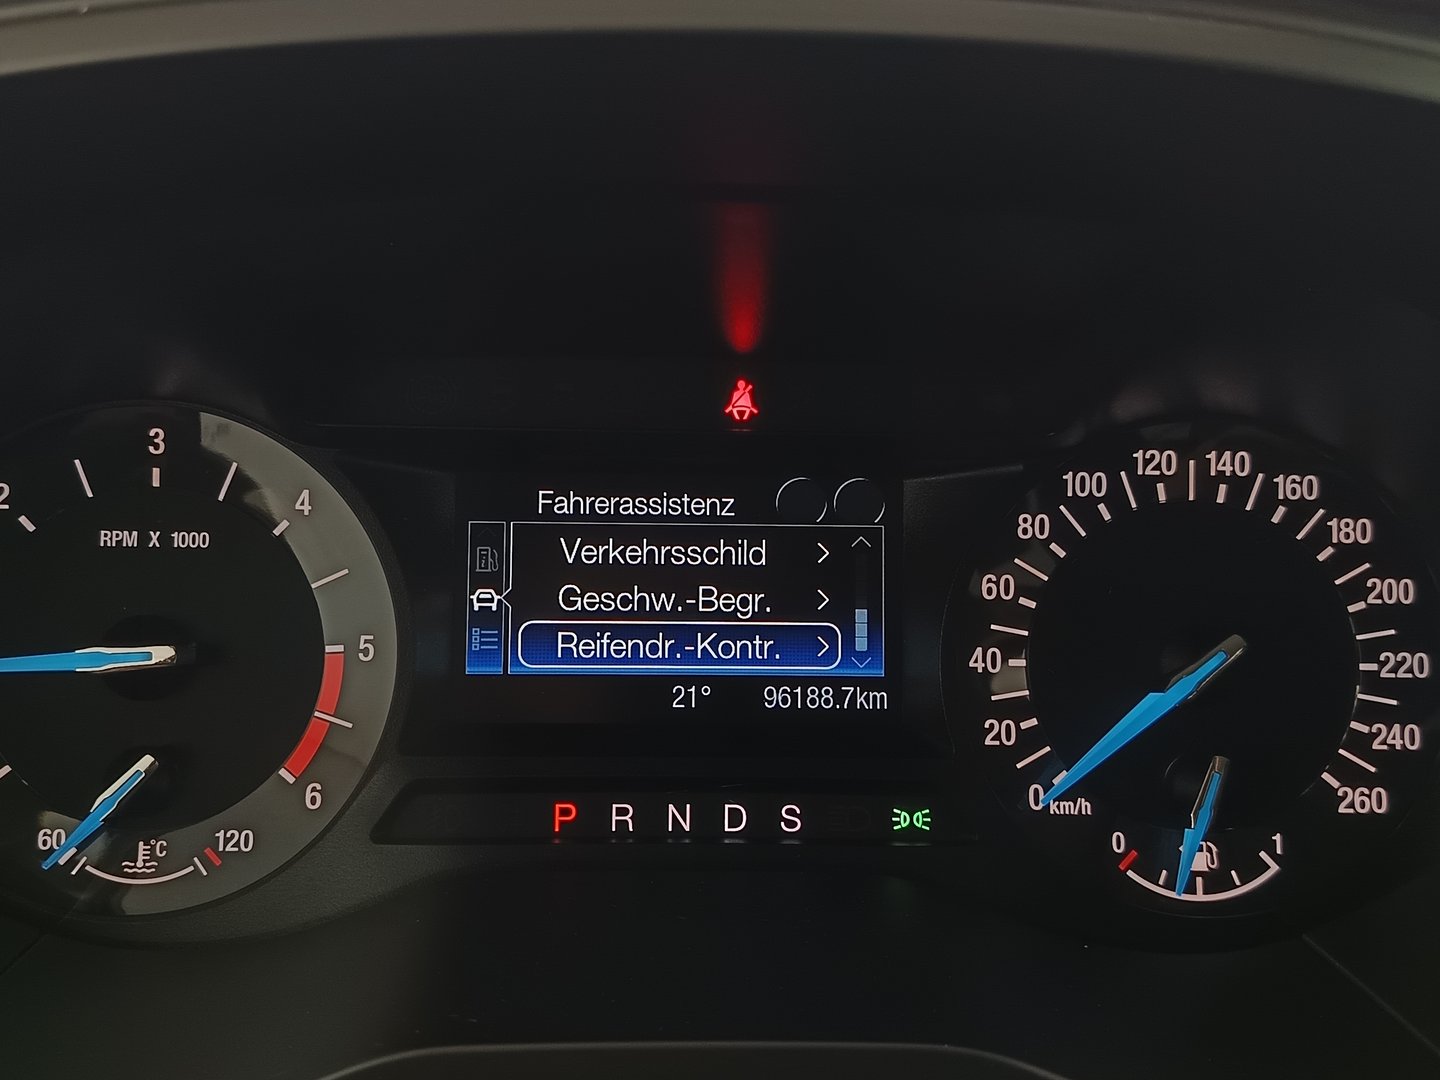 2
3
4
5
6
RPM X 1000
60
°C
120
Fahrerassistenz
Verkehrsschild
Geschw.-Begr.
Reifendr.-Kontr.
21° 96188.7km
P R N D S
0
20
40
60
80
100
120
140
160
180
200
220
240
260
km/h
0
1